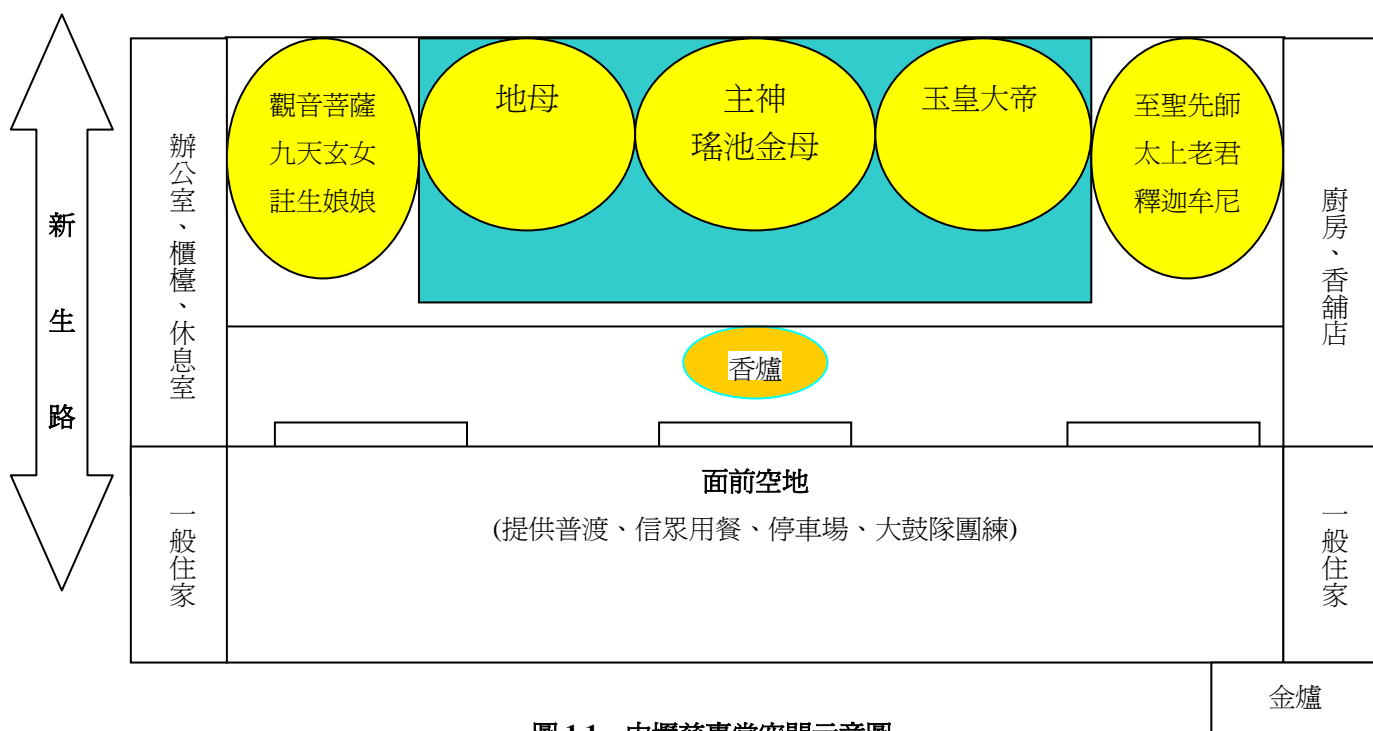 新生路
辦公室、櫃檯、休息室
觀音菩薩
九天玄女
註生娘娘
地母
主神
瑤池金母
玉皇大帝
至聖先師
太上老君
釋迦牟尼
廚房、香舖店
香爐
一般住家
面前空地
(提供普渡、信眾用餐、停車場、大鼓隊團練)
一般住家
金爐